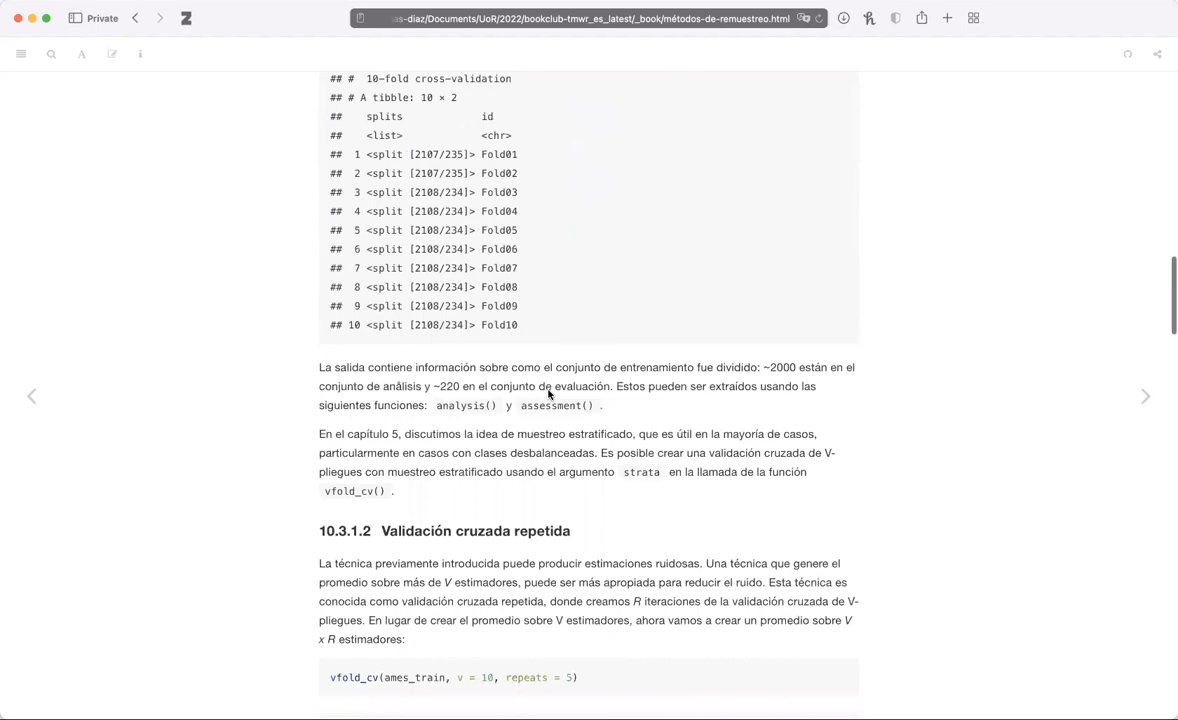 Private
as-diaz/Documents/UoR/2022/bookclub-tmwr_es_latest/_book/métodos-de-remuestreo.html
## #  10-fold cross-validation
## # A tibble: 10 × 2
##    splits             id
##    <list>             <chr>
##  1 <split [2107/235]> Fold01
##  2 <split [2107/235]> Fold02
##  3 <split [2108/234]> Fold03
##  4 <split [2108/234]> Fold04
##  5 <split [2108/234]> Fold05
##  6 <split [2108/234]> Fold06
##  7 <split [2108/234]> Fold07
##  8 <split [2108/234]> Fold08
##  9 <split [2108/234]> Fold09
## 10 <split [2108/234]> Fold10
La salida contiene información sobre como el conjunto de entrenamiento fue dividido: ~2000 están en el
conjunto de anålisis y ~220 en el conjunto de evaluación. Estos pueden ser extraídos usando las
siguientes funciones: analysis() y assessment() .
En el capítulo 5, discutimos la idea de muestreo estratificado, que es útil en la mayoría de casos,
particularmente en casos con clases desbalanceadas. Es posible crear una validación cruzada de V-
pliegues con muestreo estratificado usando el argumento strata en la llamada de la función
vfold_cv() .
10.3.1.2 Validación cruzada repetida
La técnica previamente introducida puede producir estimaciones ruidosas. Una técnica que genere el
promedio sobre más de V estimadores, puede ser más apropiada para reducir el ruido. Esta técnica es
conocida como validación cruzada repetida, donde creamos R iteraciones de la validación cruzada de V-
pliegues. En lugar de crear el promedio sobre V estimadores, ahora vamos a crear un promedio sobre V
x R estimadores:
vfold_cv(ames_train, v = 10, repeats = 5)